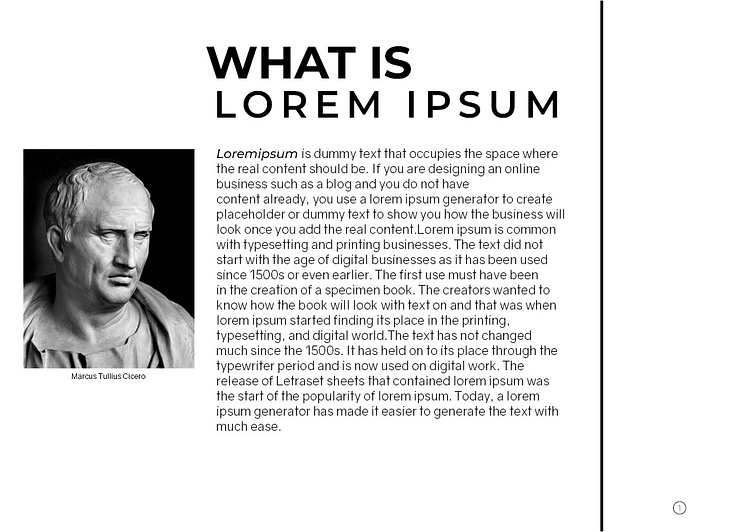 WHAT IS
LOREM IPSUM
Loremipsum is dummy text that occupies the space where
the real content should be. If you are designing an online
business such as a blog and you do not have
content already, you use a lorem ipsum generator to create
placeholder or dummy text to show you how the business will
look once you add the real content.Lorem ipsum is common
with typesetting and printing businesses. The text did not
start with the age of digital businesses as it has been used
since 1500s or even earlier. The first use must have been
in the creation of a specimen book. The creators wanted to
know how the book will look with text on and that was when
lorem ipsum started finding its place in the printing,
typesetting, and digital world.The text has not changed
much since the 1500s. It has held on to its place through the
typewriter period and is now used on digital work. The
release of Letraset sheets that contained lorem ipsum was
the start of the popularity of lorem ipsum. Today, a lorem
ipsum generator has made it easier to generate the text with
much ease.
Marcus Tullius Cicero
1